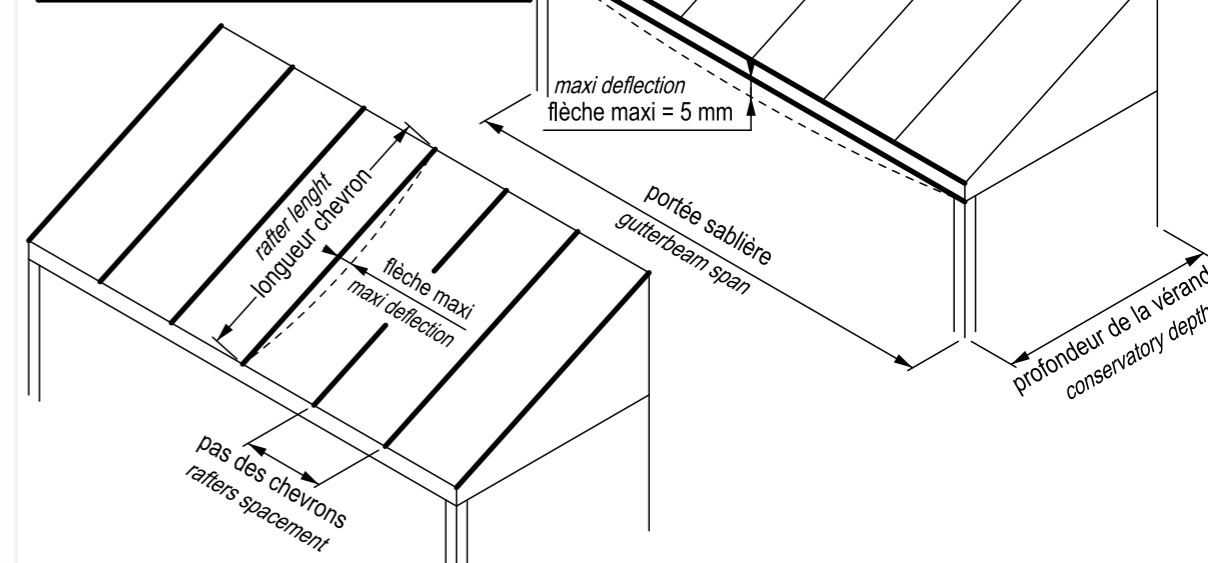 maxi deflection
flèche maxi = 5 mm
rafter lenght
longueur chevron
flèche maxi
maxi deflection
portée sablière
gutterbeam span
profondeur de la vérand
conservatory depth
pas des chevrons
rafters spacement